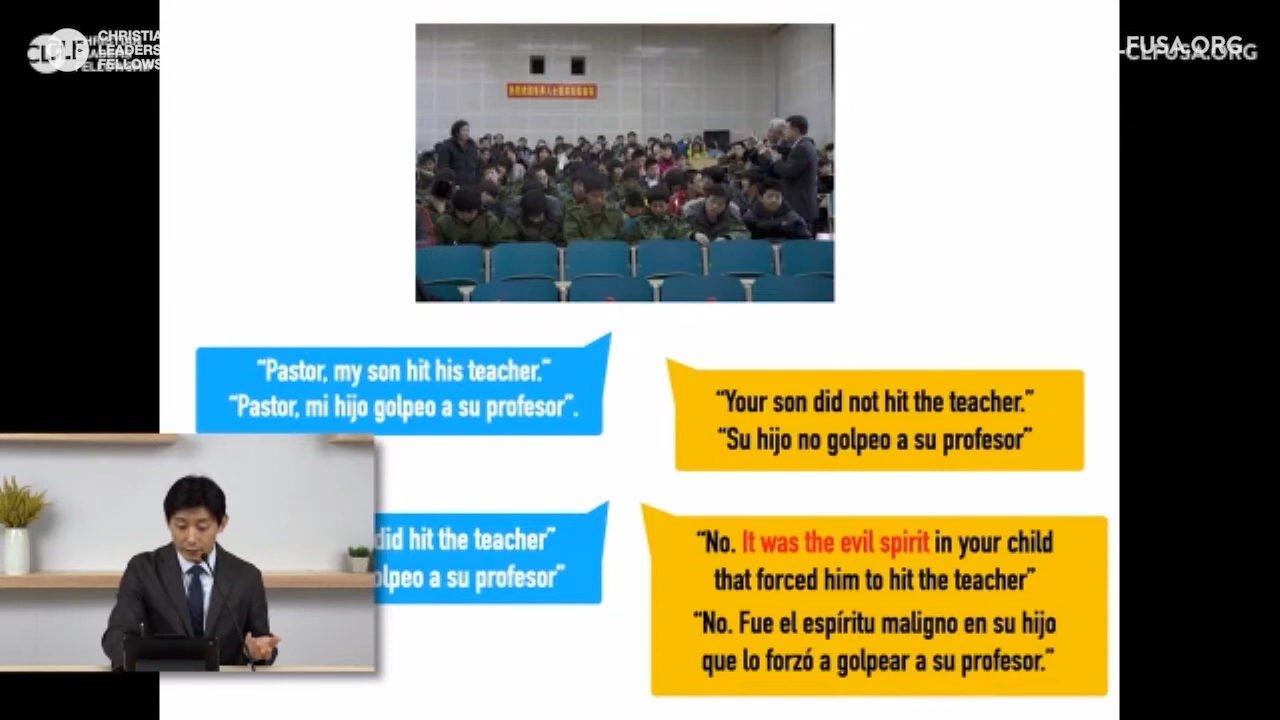 CHRISTIA
LEADERS
FELLOWS
CLFUSA.ORG
“Pastor, my son hit his teacher.”
“Pastor, mi hijo golpeo a su profesor”.
“Your son did not hit the teacher.”
“Su hijo no golpeo a su profesor”
did hit the teacher”
olpeo a su profesor”
“No. It was the evil spirit in your child
that forced him to hit the teacher”
“No. Fue el espíritu maligno en su hijo
que lo forzó a golpear a su profesor.”